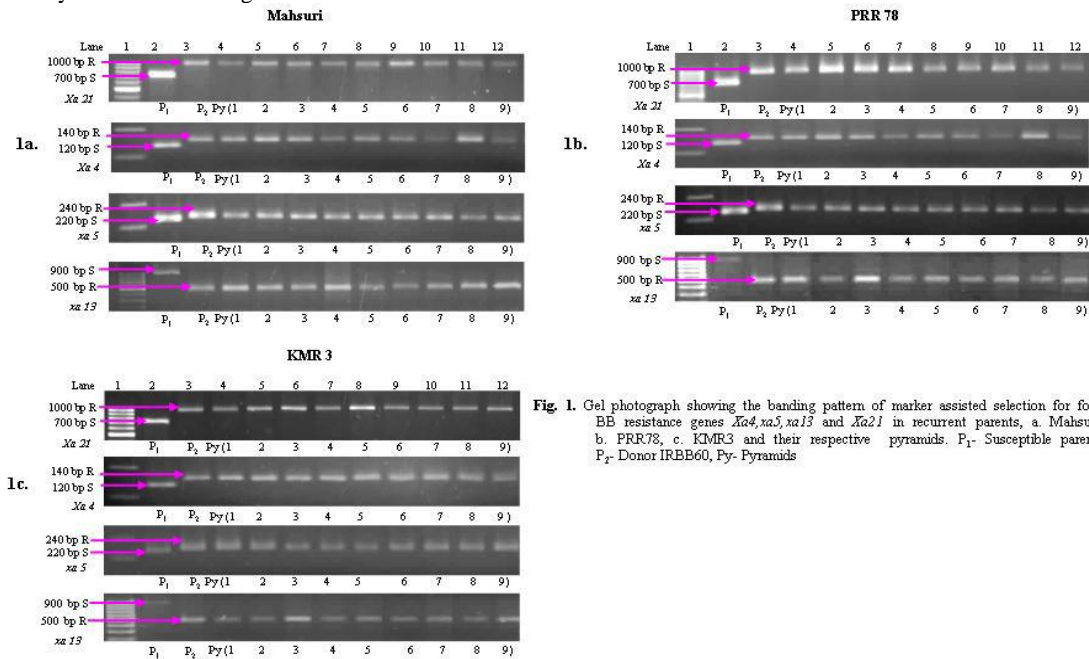 Mahsuri
Lane 1 2 3 4 5 6 7 8 9 10 11 12
1000 bp R
700 bp S
Xa 21
P1 P2 Py (1 2 3 4 5 6 7 8 9)
1a.
140 bp R
120 bp S
Xa 4
P1 P2 Py (1 2 3 4 5 6 7 8 9)
240 bp R
220 bp S
xa 5
P1 P2 Py (1 2 3 4 5 6 7 8 9)
900 bp S
500 bp R
xa 13
P1 P2 Py (1 2 3 4 5 6 7 8 9)
PRR 78
Lane 1 2 3 4 5 6 7 8 9 10 11 12
1000 bp R
700 bp S
Xa 21
P1 P2 Py (1 2 3 4 5 6 7 8 9)
1b.
140 bp R
120 bp S
Xa 4
P1 P2 Py (1 2 3 4 5 6 7 8 9)
240 bp R
220 bp S
xa 5
P1 P2 Py (1 2 3 4 5 6 7 8 9)
900 bp S
500 bp R
xa 13
P1 P2 Py (1 2 3 4 5 6 7 8 9)
KMR 3
Lane 1 2 3 4 5 6 7 8 9 10 11 12
1000 bp R
700 bp S
Xa 21
P1 P2 Py (1 2 3 4 5 6 7 8 9)
1c.
140 bp R
120 bp S
Xa 4
P1 P2 Py (1 2 3 4 5 6 7 8 9)
240 bp R
220 bp S
xa 5
P1 P2 Py (1 2 3 4 5 6 7 8 9)
900 bp S
500 bp R
xa 13
P1 P2 Py (1 2 3 4 5 6 7 8 9)
Fig. 1. Gel photograph showing the banding pattern of marker assisted selection for fo
BB resistance genes Xa4, xa5, xa13 and Xa21 in recurrent parents, a. Mahsu
b. PRR78, c. KMR3 and their respective pyramids. P1- Susceptible paren
P2- Donor IRBB60, Py- Pyramids